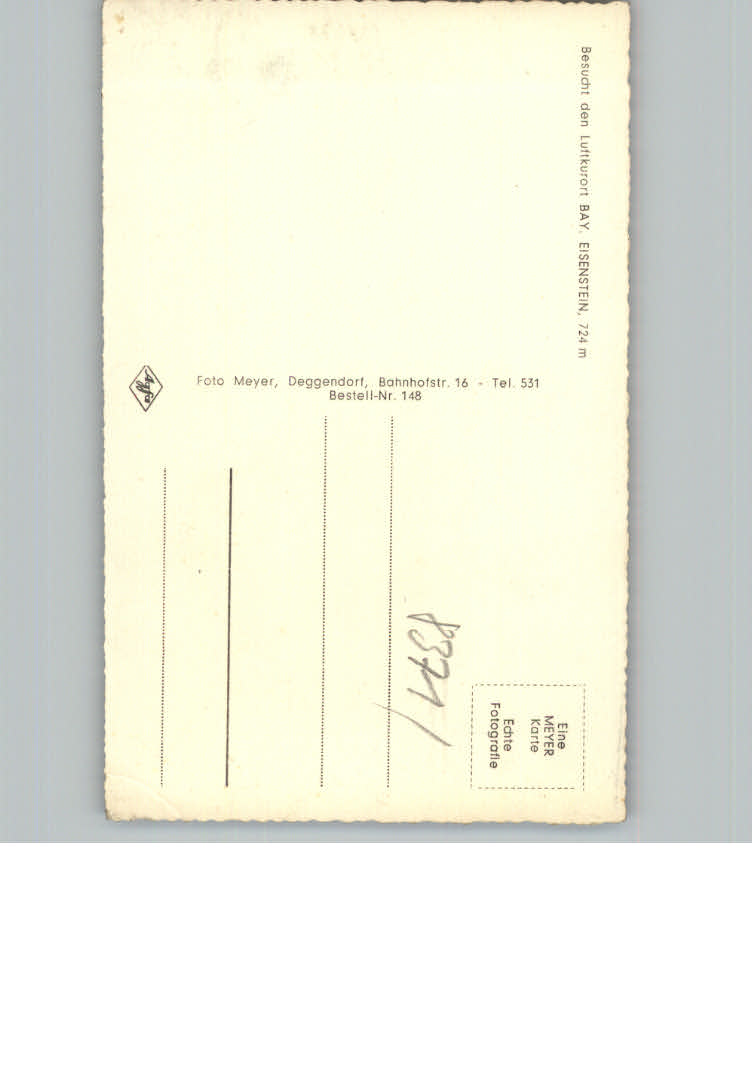 Besucht den Luftkurort BAY. EISENSTEIN, 724 m
Foto Meyer, Deggendorf, Bahnhofstr. 16 - Tel. 531
Bestell-Nr. 148
Agfa
Eine
MEYER
Karte
Echte
Fotografie
8371/